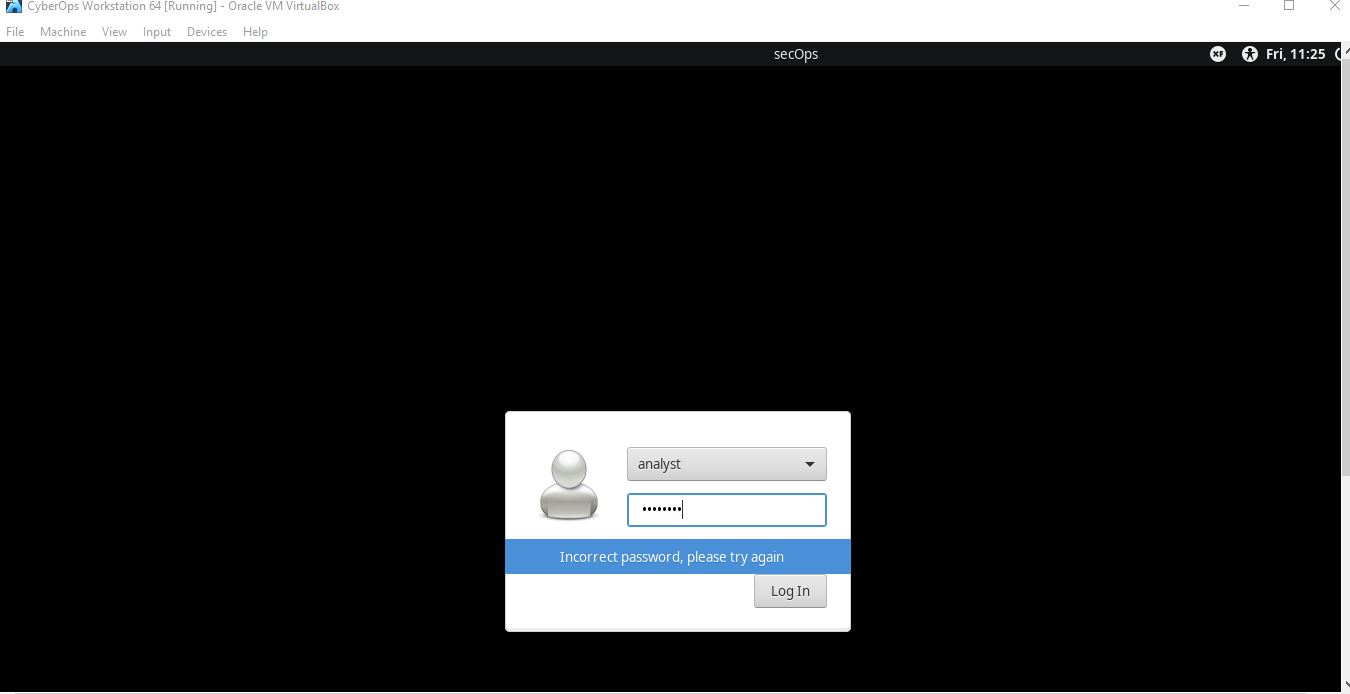 CyberOps Workstation 64 [Running] - Oracle VM VirtualBox
File Machine View Input Devices Help
secOps XF Fri, 11:25
analyst
••••••••
Incorrect password, please try again
Log In